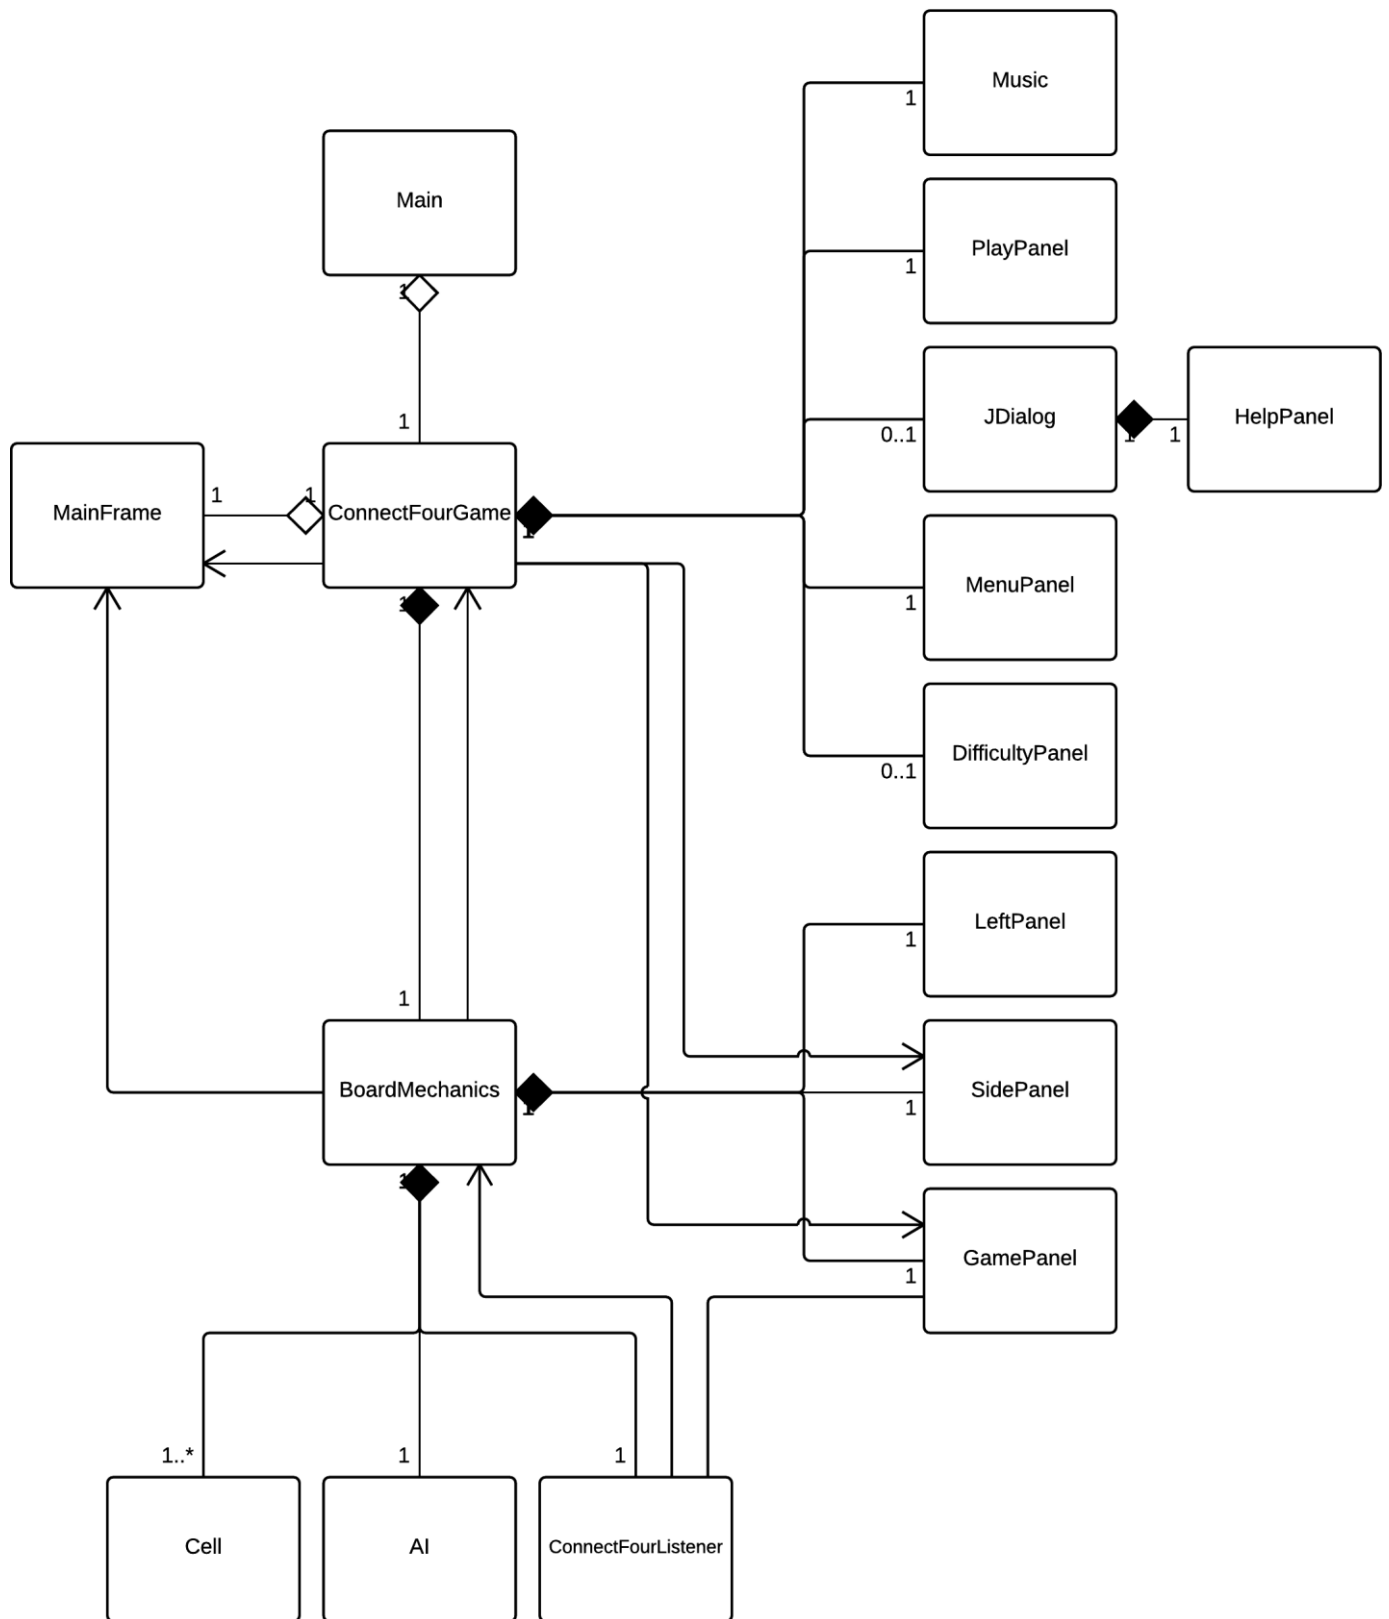 Music
1
Main
PlayPanel
1
1
1
JDialog
0..1
1
1
HelpPanel
MainFrame
1
1
ConnectFourGame
1
1
MenuPanel
1
DifficultyPanel
0..1
LeftPanel
1
1
BoardMechanics
1
SidePanel
1
1
GamePanel
1
1..*
1
1
Cell
AI
ConnectFourListener